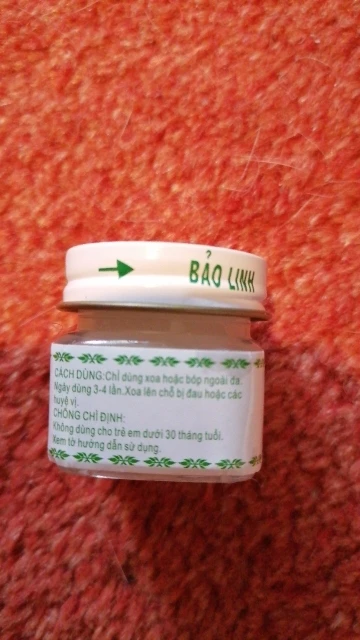 BẢO LINH
CÁCH DÙNG:Chỉ dùng xoa hoặc bóp ngoài da.
Ngày dùng 3-4 lần.Xoa lên chỗ bị đau hoặc các
huyệt vị.
CHỐNG CHỈ ĐỊNH:
Không dùng cho trẻ em dưới 30 tháng tuổi.
Xem tờ hướng dẫn sử dụng.